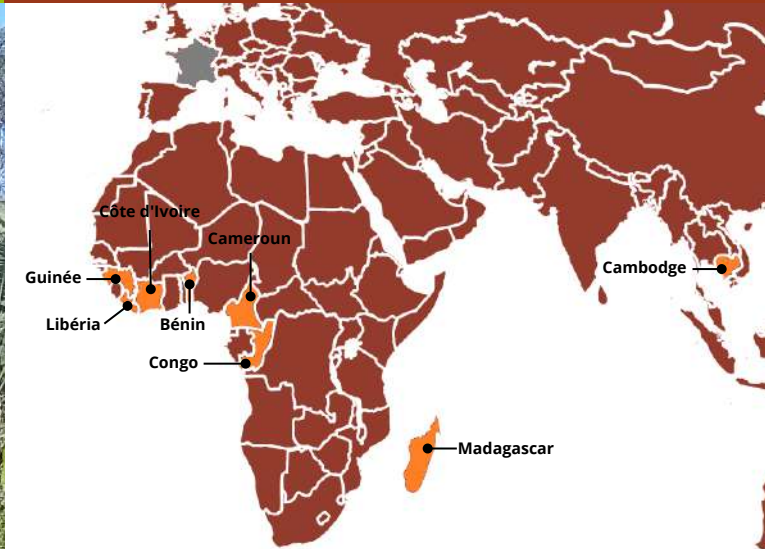 Côte d'Ivoire
Cameroun
Guinée
Cambodge
Libéria
Bénin
Congo
Madagascar